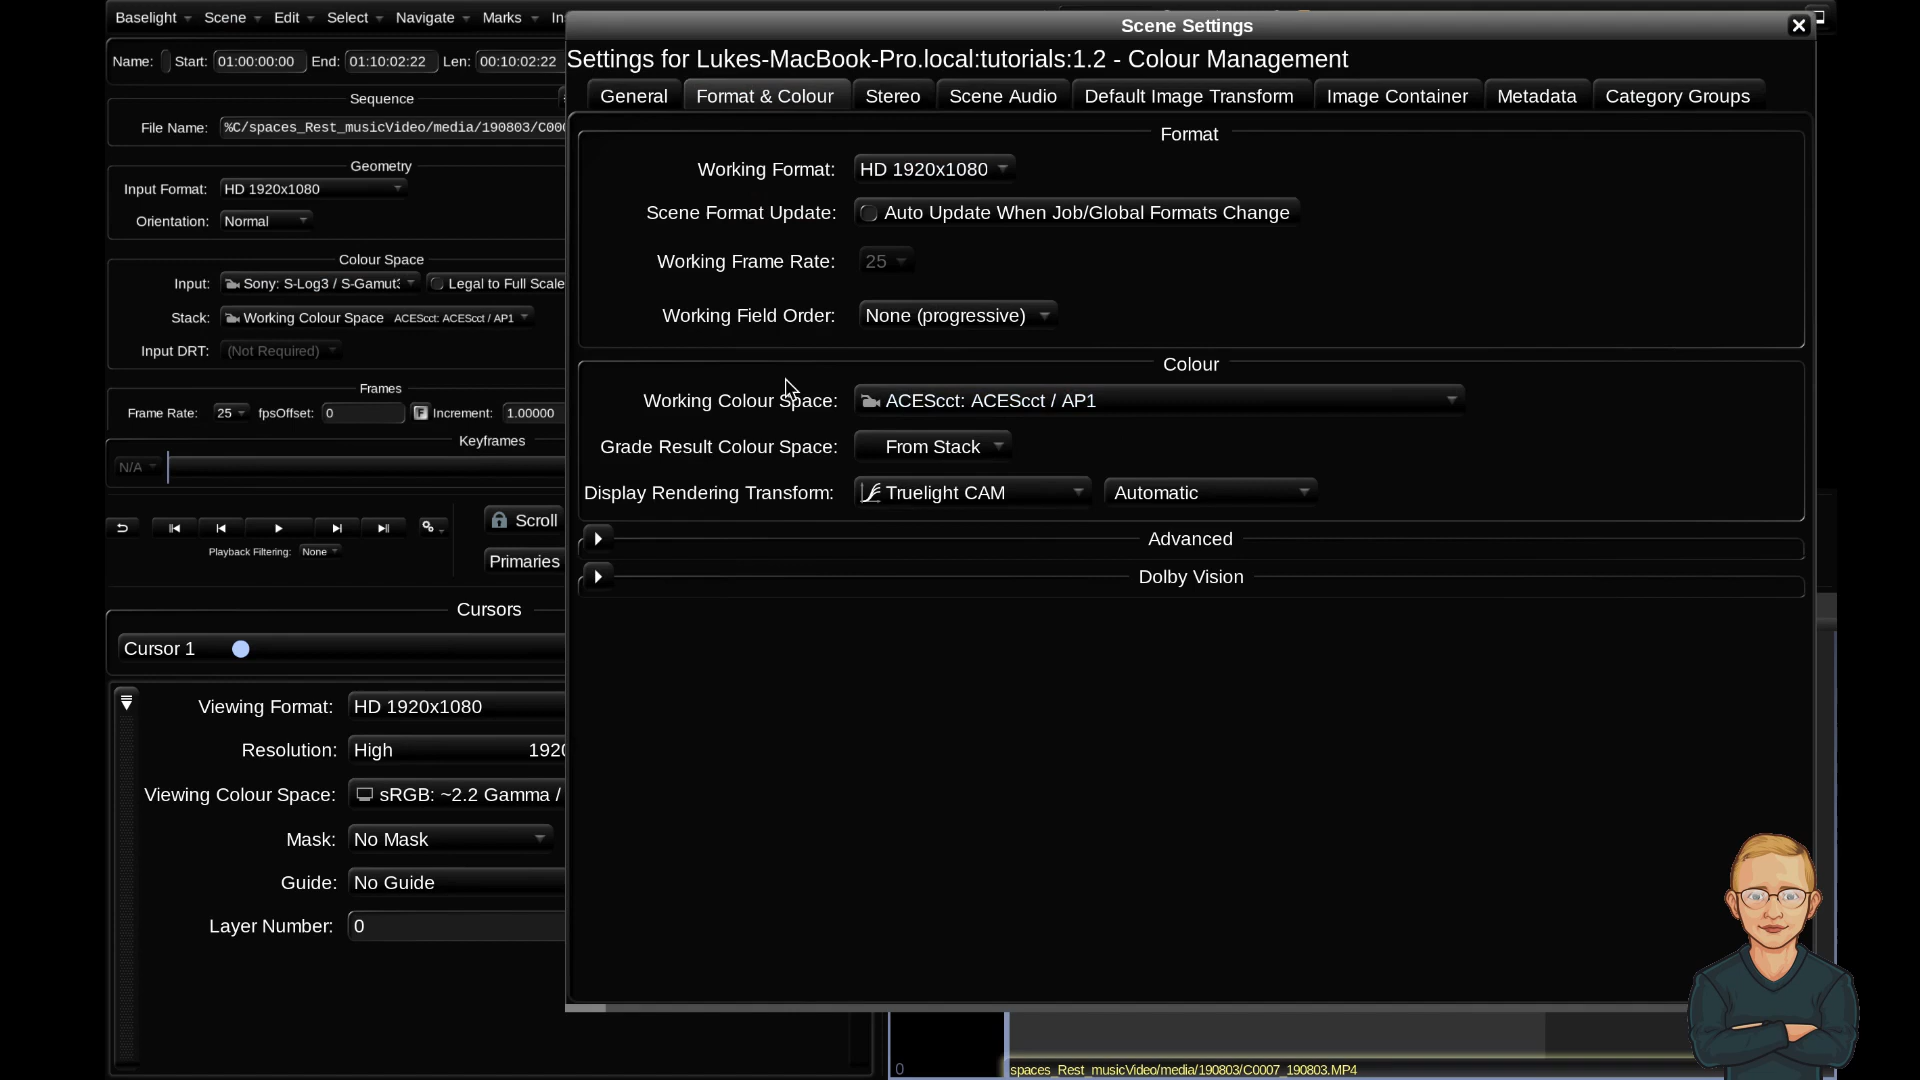 Baselight Scene Edit Select Navigate Marks
Scene Settings
Name: Start: 01:00:00:00 End: 01:10:02:22 Len: 00:10:02:22
Settings for Lukes-MacBook-Pro.local:tutorials:1.2 - Colour Management
General Format & Colour Stereo Scene Audio Default Image Transform Image Container Metadata Category Groups
Sequence
File Name: %C/spaces_Rest_musicVideo/media/190803/C00
Geometry
Input Format: HD 1920x1080
Orientation: Normal
Colour Space
Input: Sony: S-Log3 / S-Gamut3 Legal to Full Scale
Stack: Working Colour Space ACEScct: ACEScct / AP1
Input DRT: (Not Required)
Frames
Frame Rate: 25 fpsOffset: 0 F Increment: 1.00000
Keyframes
N/A
Playback Filtering: None
Scroll
Primaries
Cursors
Cursor 1
Viewing Format: HD 1920x1080
Resolution: High 1920
Viewing Colour Space: sRGB: ~2.2 Gamma /
Mask: No Mask
Guide: No Guide
Layer Number: 0
Format
Working Format: HD 1920x1080
Scene Format Update: Auto Update When Job/Global Formats Change
Working Frame Rate: 25
Working Field Order: None (progressive)
Colour
Working Colour Space: ACEScct: ACEScct / AP1
Grade Result Colour Space: From Stack
Display Rendering Transform: Truelight CAM Automatic
Advanced
Dolby Vision
0
spaces_Rest_musicVideo/media/190803/C0007_190803.MP4